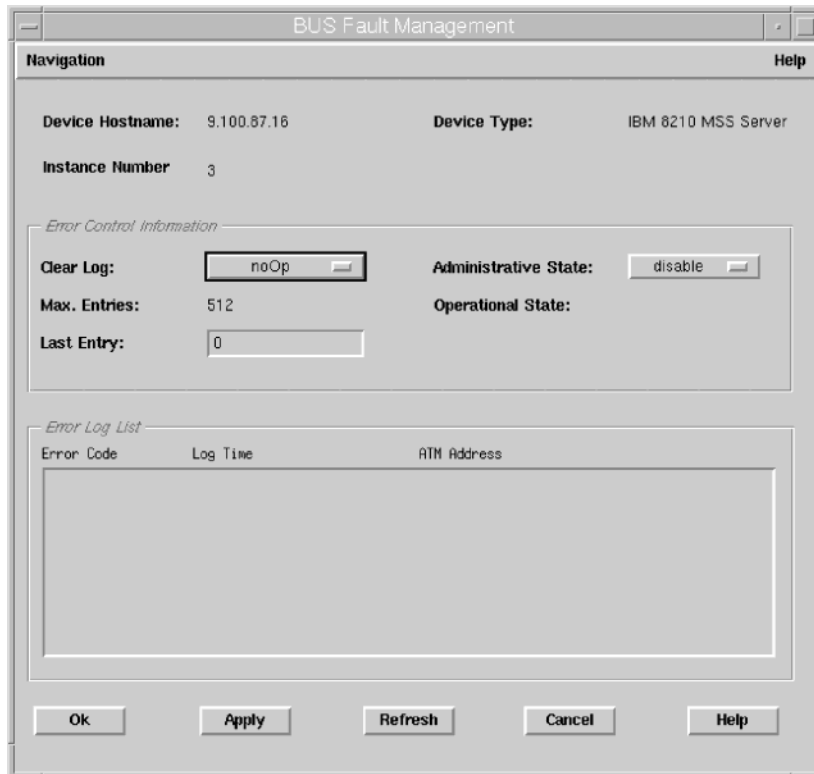 BUS Fault Management
Navigation Help
Device Hostname: 9.100.87.16 Device Type: IBM 8210 MSS Server
Instance Number 3
Error Control Information
Clear Log: noOp Administrative State: disable
Max. Entries: 512 Operational State:
Last Entry: 0
Error Log List
Error Code Log Time ATM Address
Ok Apply Refresh Cancel Help